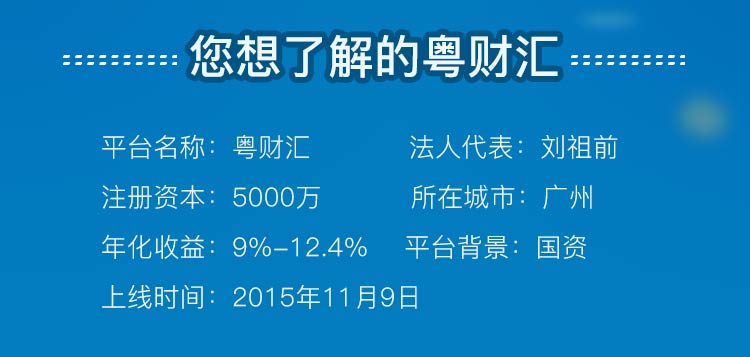 您想了解的粤财汇
平台名称：粤财汇 法人代表：刘祖前
注册资本：5000万 所在城市：广州
年化收益：9%-12.4% 平台背景：国资
上线时间：2015年11月9日